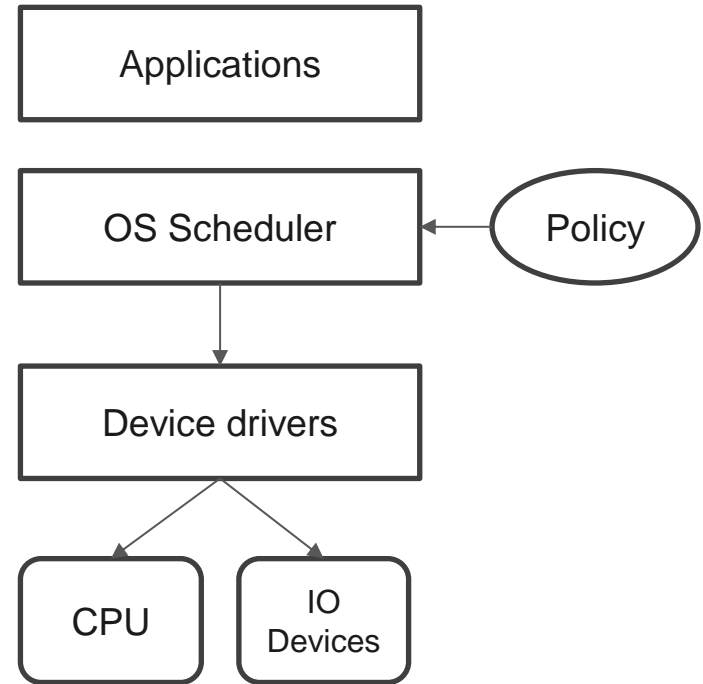 Applications
OS Scheduler
Policy
Device drivers
CPU
IO
Devices